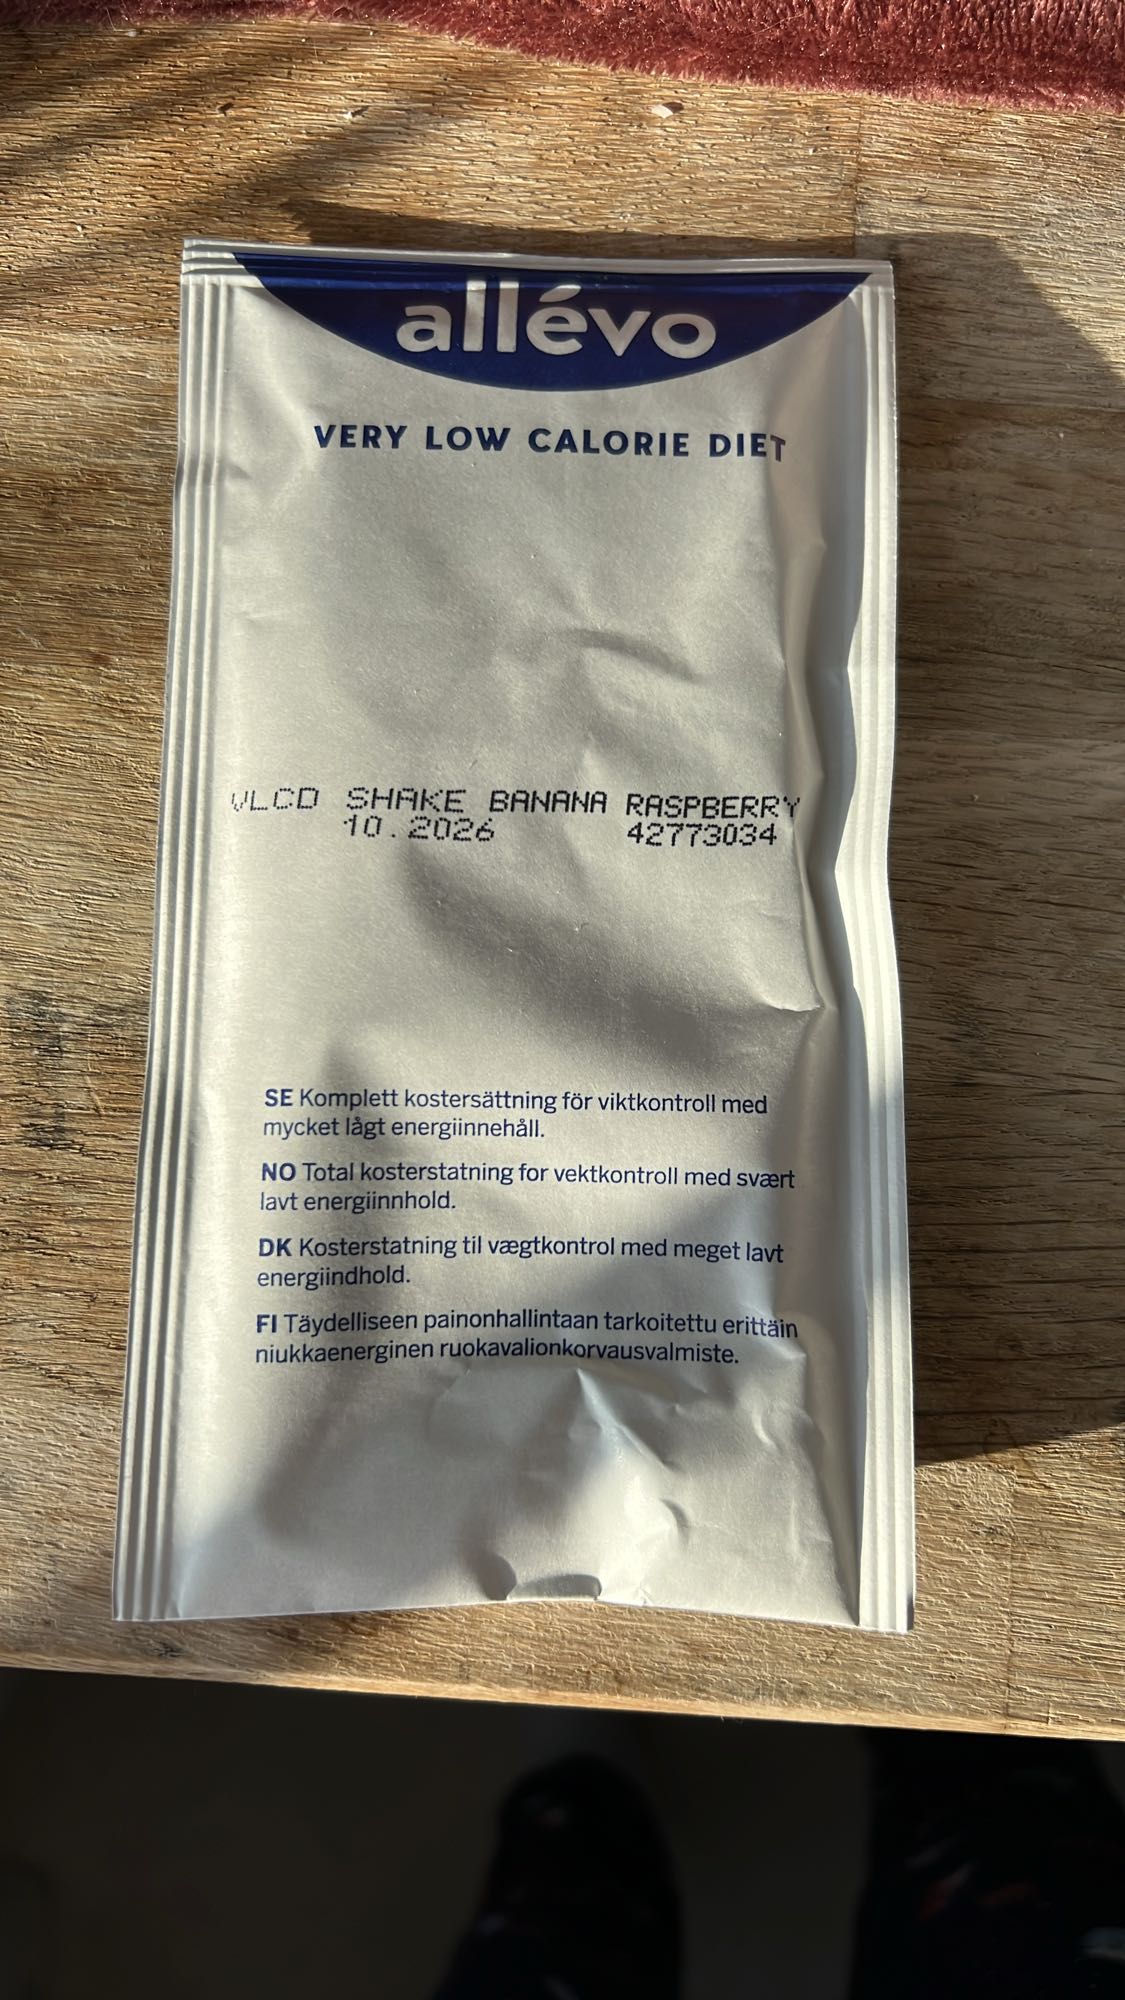 allévo
VERY LOW CALORIE DIET
VLCD SHAKE BANANA RASPBERRY
10.2026 42773034
SE Komplett kostersättning för viktkontroll med
mycket lågt energiinnehåll.
NO Total kosterstatning for vektkontroll med svært
lavt energiinnhold.
DK Kosterstatning til vægtkontrol med meget lavt
energiindhold.
FI Täydelliseen painonhallintaan tarkoitettu erittäin
niukkaenerginen ruokavalionkorvausvalmiste.